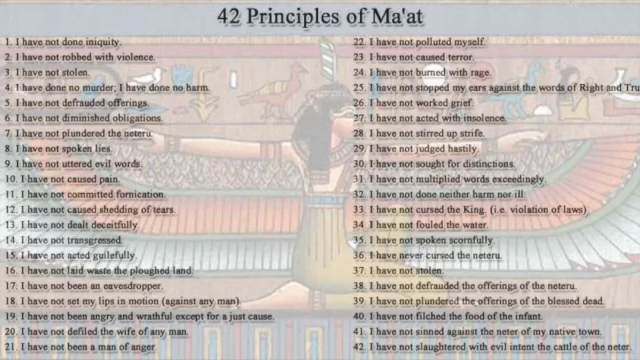 42 Principles of Ma'at
1. I have not done iniquity.
2. I have not robbed with violence.
3. I have not stolen.
4. I have done no murder; I have done no harm.
5. I have not defrauded offerings.
6. I have not diminished obligations.
7. I have not plundered the neteru.
8. I have not spoken lies.
9. I have not uttered evil words.
10. I have not caused pain.
11. I have not committed fornication.
12. I have not caused shedding of tears.
13. I have not dealt deceitfully.
14. I have not transgressed.
15. I have not acted guilefully.
16. I have not laid waste the ploughed land.
17. I have not been an eavesdropper.
18. I have not set my lips in motion (against any man).
19. I have not been angry and wrathful except for a just cause.
20. I have not defiled the wife of any man.
21. I have not been a man of anger.
22. I have not polluted myself.
23. I have not caused terror.
24. I have not burned with rage.
25. I have not stopped my ears against the words of Right and Tru
26. I have not worked grief.
27. I have not acted with insolence.
28. I have not stirred up strife.
29. I have not judged hastily.
30. I have not sought for distinctions.
31. I have not multiplied words exceedingly.
32. I have not done neither harm nor ill.
33. I have not cursed the King. (i.e. violation of laws)
34. I have not fouled the water.
35. I have not spoken scornfully.
36. I have never cursed the neteru.
37. I have not stolen.
38. I have not defrauded the offerings of the neteru.
39. I have not plundered the offerings of the blessed dead.
40. I have not filched the food of the infant.
41. I have not sinned against the neter of my native town.
42. I have not slaughtered with evil intent the cattle of the neter.